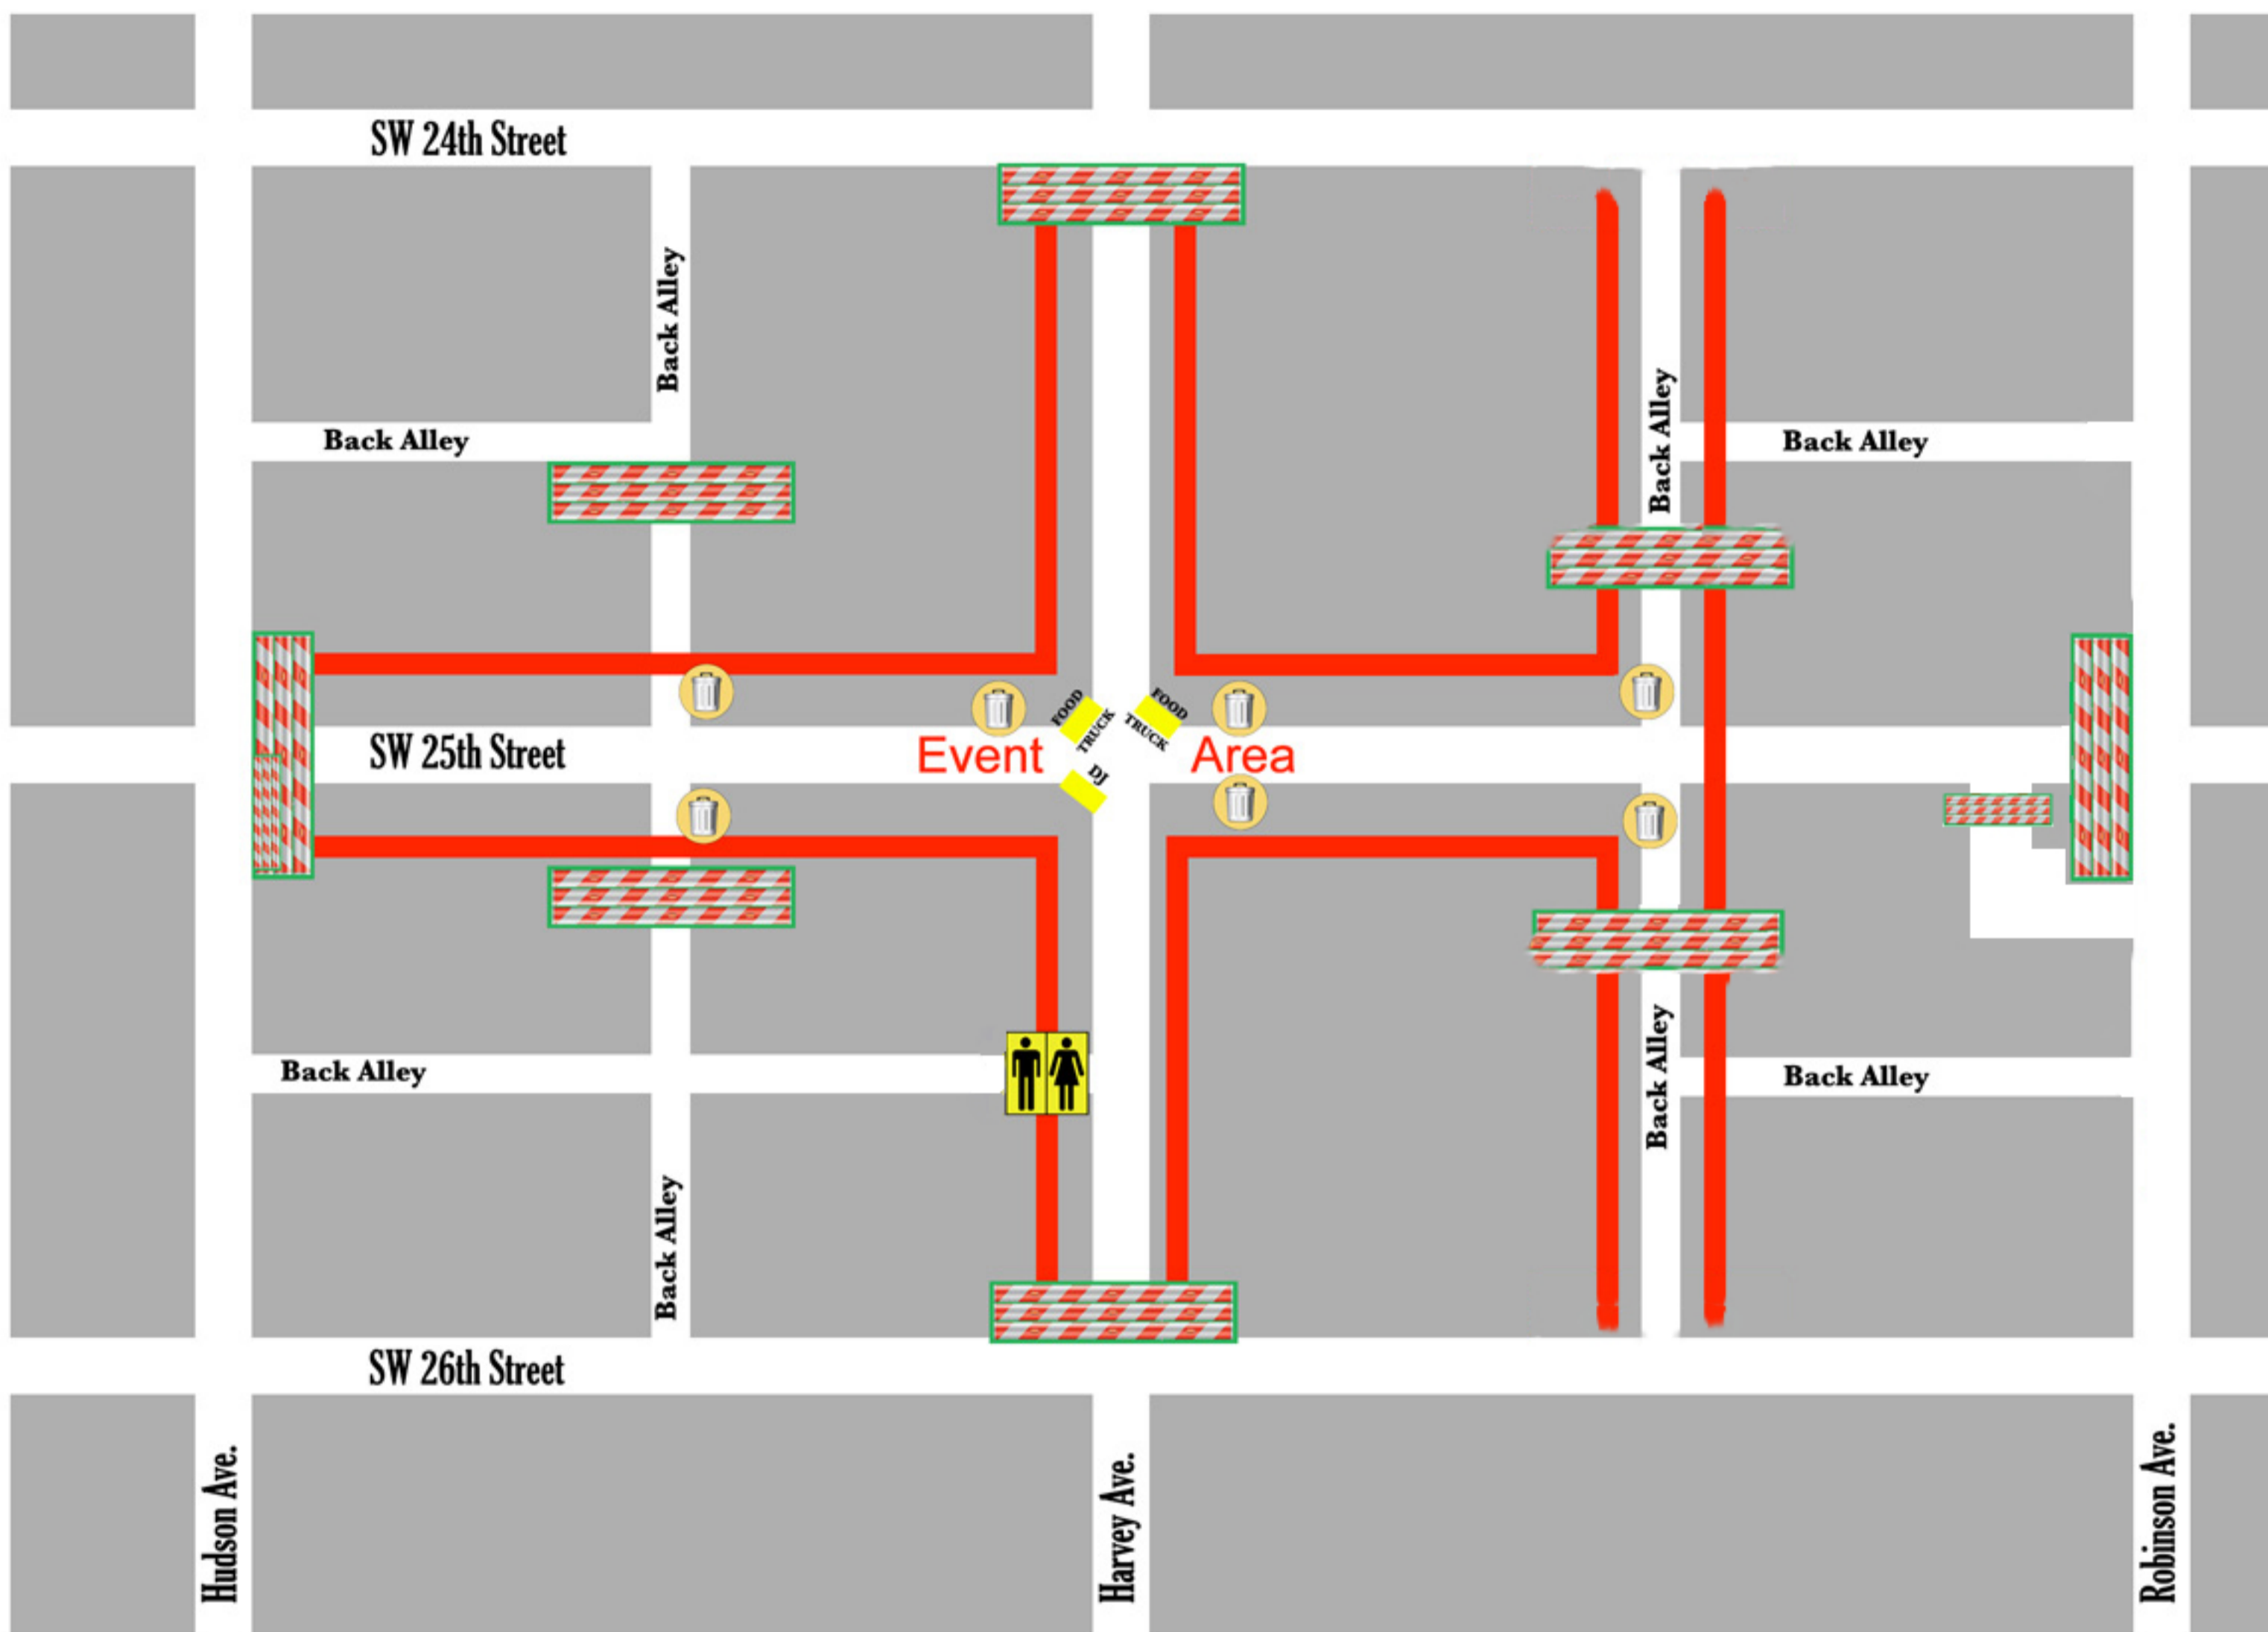 SW 24th Street
Back Alley
Back Alley
Back Alley
Back Alley
FOOD
TRUCK
FOOD
TRUCK
SW 25th Street
Event
Area
DJ
Back Alley
Back Alley
Back Alley
Back Alley
SW 26th Street
Hudson Ave.
Harvey Ave.
Robinson Ave.